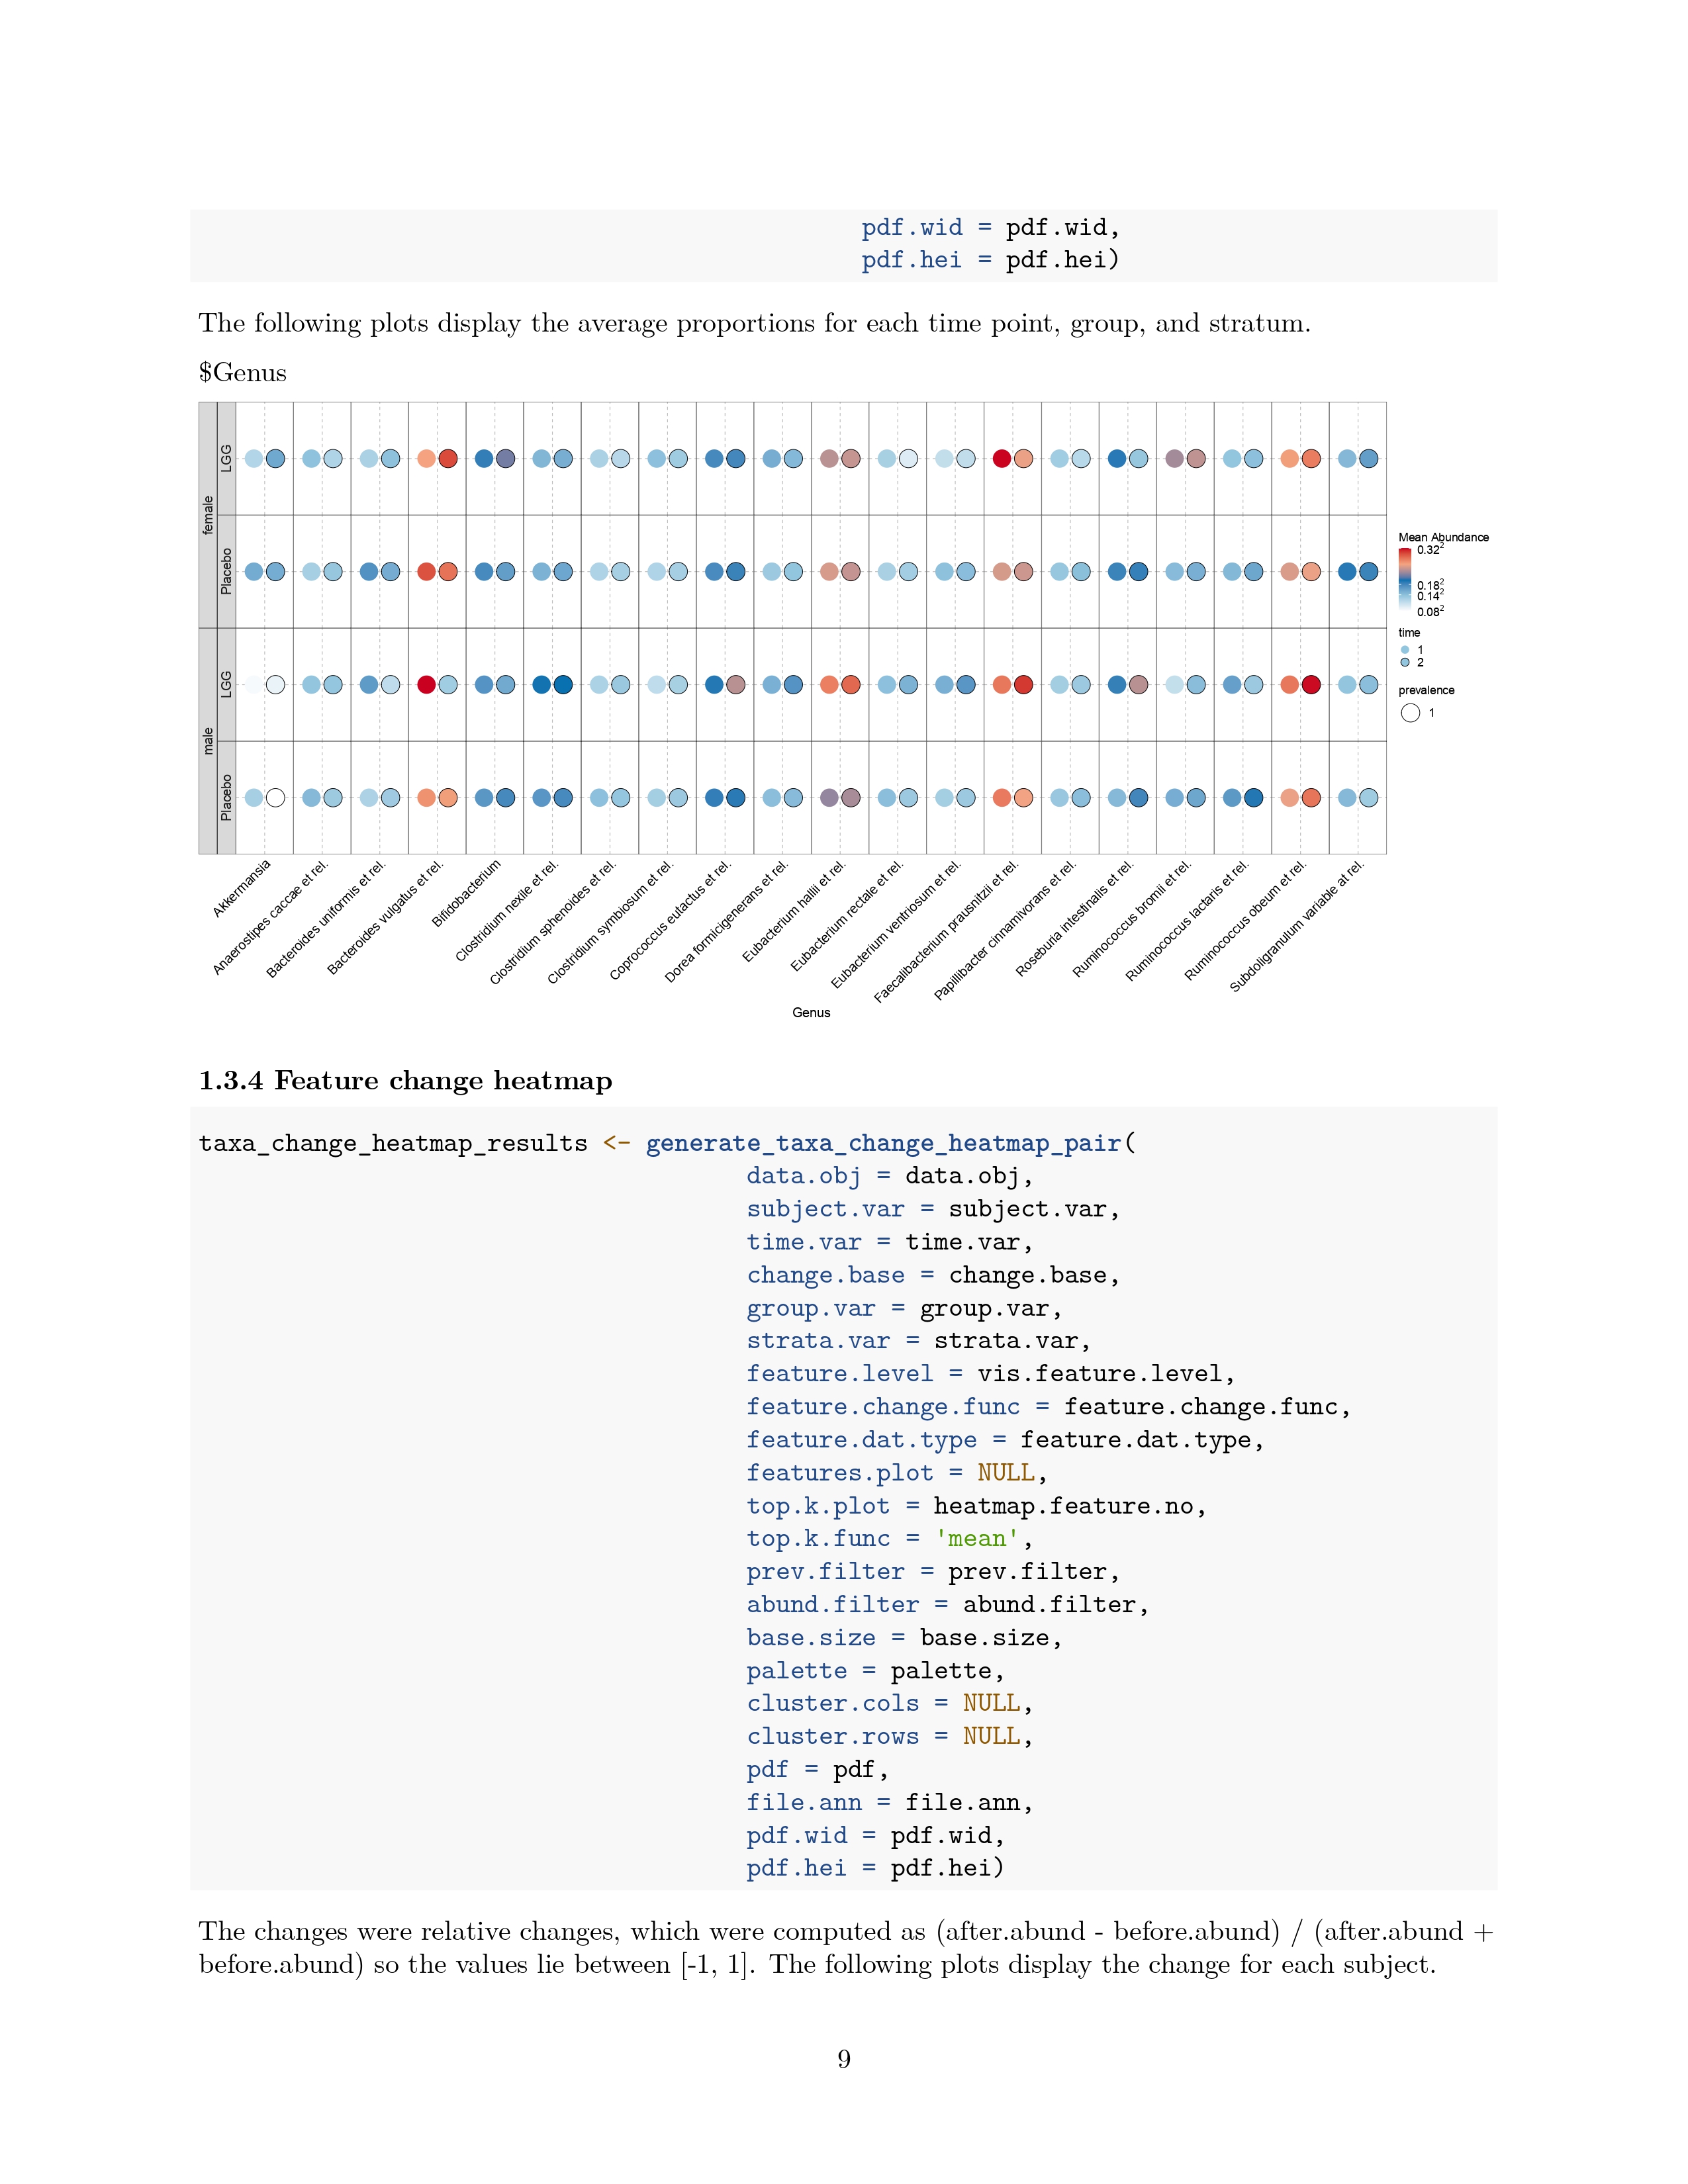 pdf.wid = pdf.wid,
pdf.hei = pdf.hei)
The following plots display the average proportions for each time point, group, and stratum.
$Genus
female
LGG
Placebo
male
LGG
Placebo
Mean Abundance
0.32²
0.18²
0.14²
0.08²
time
1
2
prevalence
1
Akkermansia
Anaerostipes caccae et rel.
Bacteroides uniformis et rel.
Bacteroides vulgatus et rel.
Bifidobacterium
Clostridium nexile et rel.
Clostridium sphenoides et rel.
Clostridium symbiosum et rel.
Coprococcus eutactus et rel.
Dorea formicigenerans et rel.
Eubacterium hallii et rel.
Eubacterium rectale et rel.
Eubacterium ventriosum et rel.
Faecalibacterium prausnitzii et rel.
Papillibacter cinnamivorans et rel.
Roseburia intestinalis et rel.
Ruminococcus bromii et rel.
Ruminococcus lactaris et rel.
Ruminococcus obeum et rel.
Subdoligranulum variable at rel.
Genus
1.3.4 Feature change heatmap
taxa_change_heatmap_results <- generate_taxa_change_heatmap_pair(
data.obj = data.obj,
subject.var = subject.var,
time.var = time.var,
change.base = change.base,
group.var = group.var,
strata.var = strata.var,
feature.level = vis.feature.level,
feature.change.func = feature.change.func,
feature.dat.type = feature.dat.type,
features.plot = NULL,
top.k.plot = heatmap.feature.no,
top.k.func = 'mean',
prev.filter = prev.filter,
abund.filter = abund.filter,
base.size = base.size,
palette = palette,
cluster.cols = NULL,
cluster.rows = NULL,
pdf = pdf,
file.ann = file.ann,
pdf.wid = pdf.wid,
pdf.hei = pdf.hei)
The changes were relative changes, which were computed as (after.abund - before.abund) / (after.abund +
before.abund) so the values lie between [-1, 1]. The following plots display the change for each subject.
9